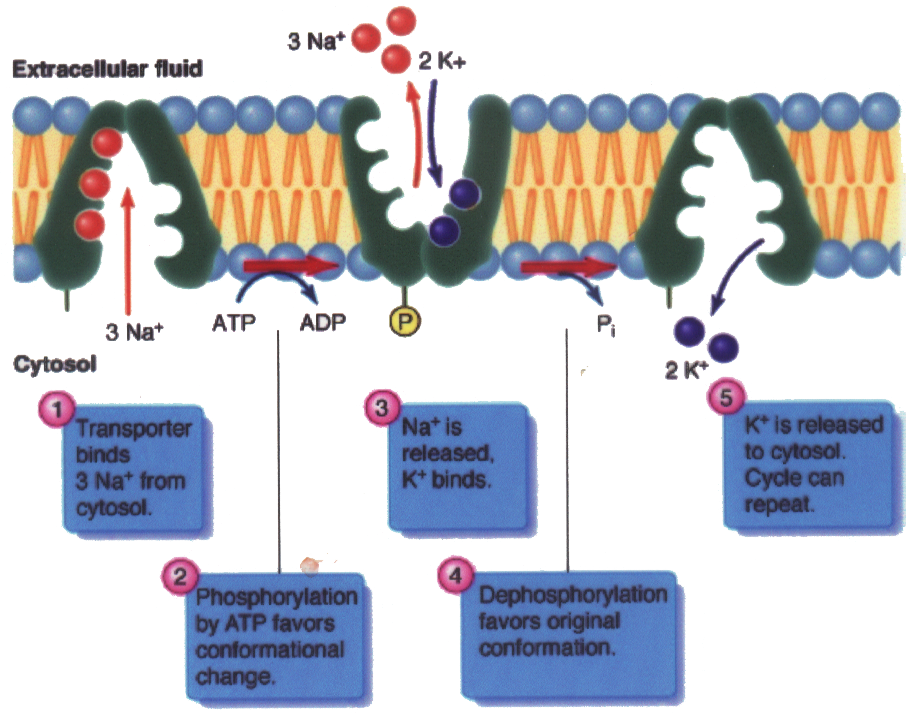 3 Na⁺
2 K+
Extracellular fluid
3 Na⁺
ATP
ADP
P
Pᵢ
2 K⁺
Cytosol
1
Transporter
binds
3 Na⁺ from
cytosol.
2
Phosphorylation
by ATP favors
conformational
change.
3
Na⁺ is
released,
K⁺ binds.
4
Dephosphorylation
favors original
conformation.
5
K⁺ is released
to cytosol.
Cycle can
repeat.